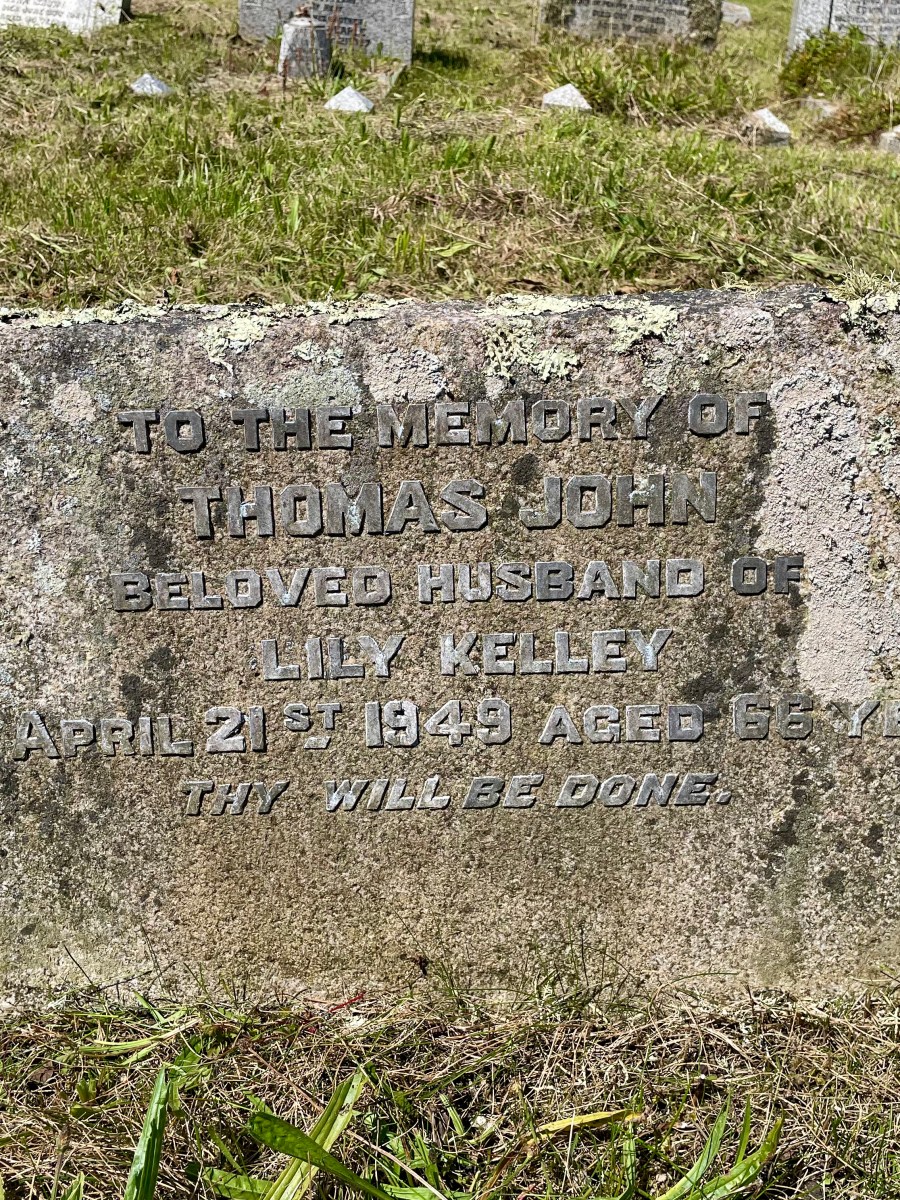 TO THE MEMORY OF
THOMAS JOHN
BELOVED HUSBAND OF
LILY KELLEY
APRIL 21ST 1949 AGED 66 YE
THY WILL BE DONE.